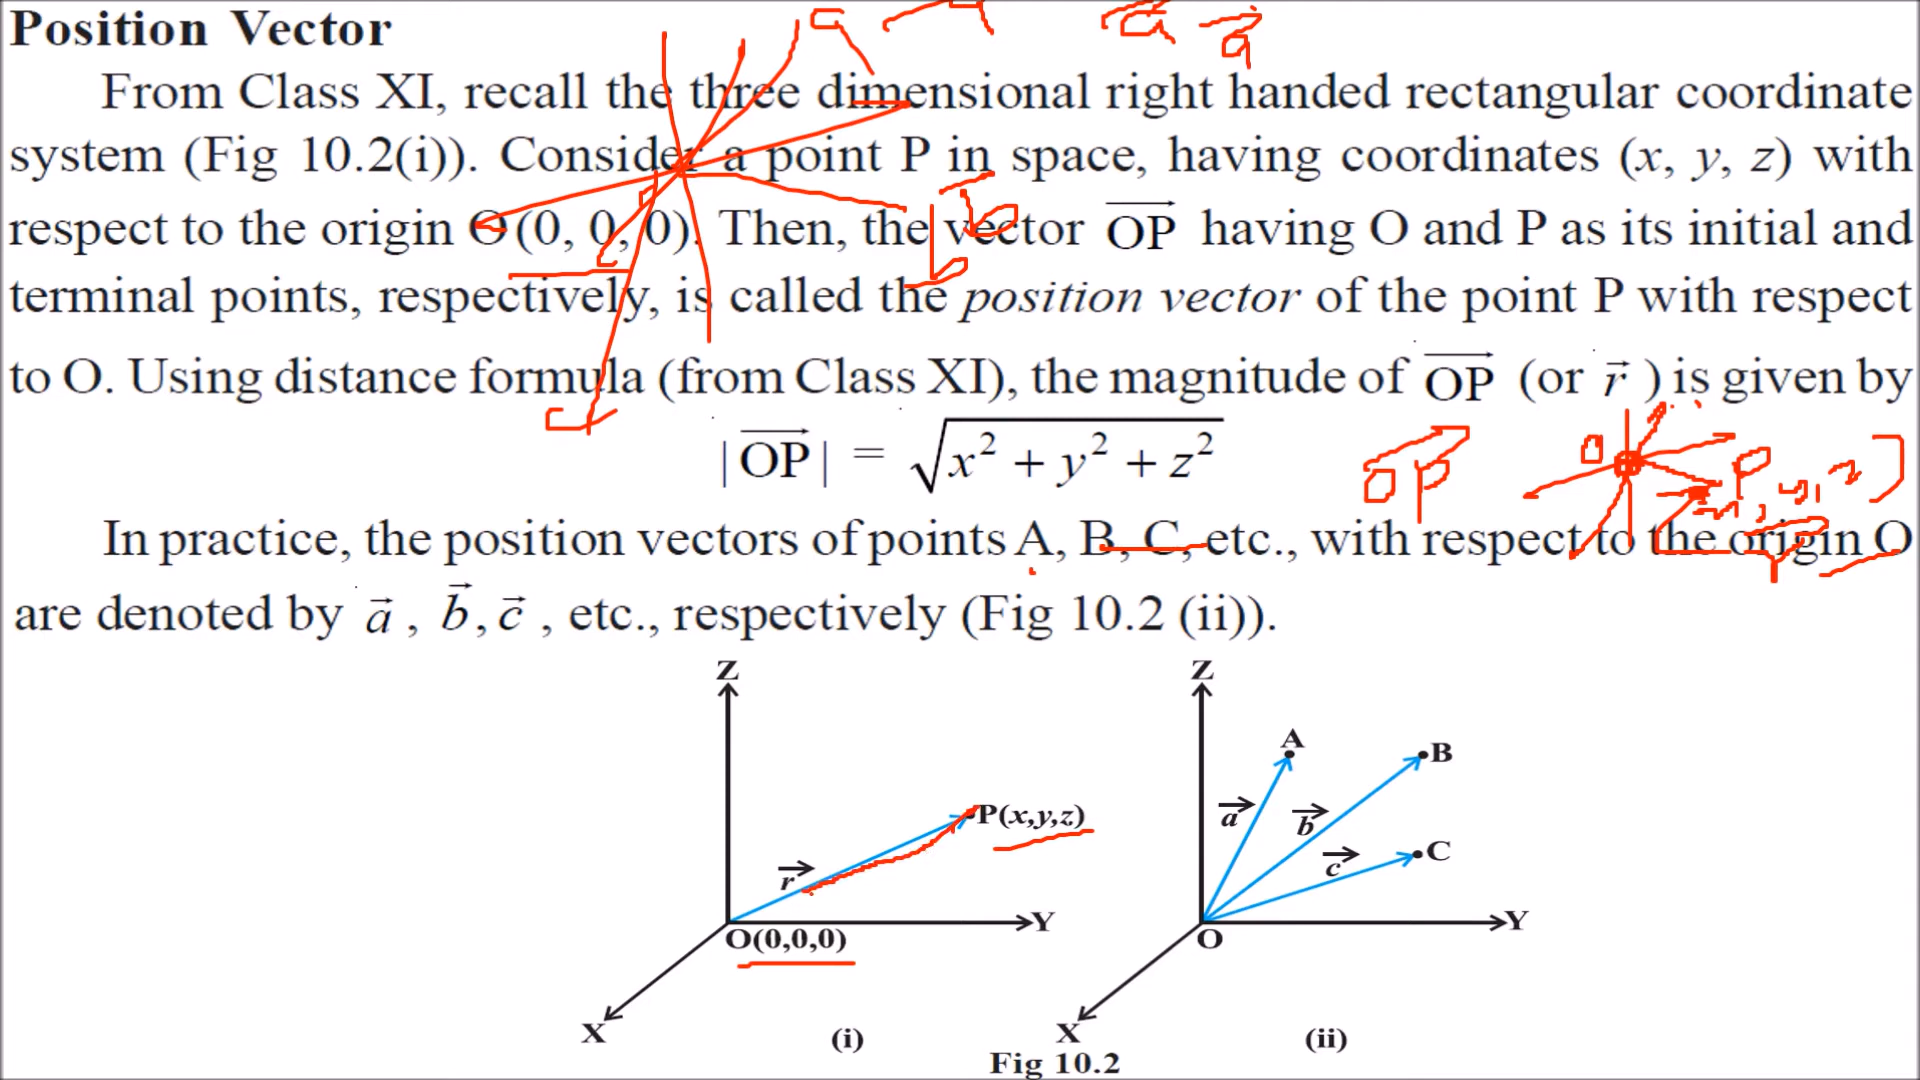 Position Vector
From Class XI, recall the three dimensional right handed rectangular coordinate
system (Fig 10.2(i)). Consider a point P in space, having coordinates (x, y, z) with
respect to the origin O (0, 0, 0). Then, the vector OP⃗ having O and P as its initial and
terminal points, respectively, is called the position vector of the point P with respect
to O. Using distance formula (from Class XI), the magnitude of OP⃗ (or r⃗ ) is given by
|OP⃗| = √(x² + y² + z²)
In practice, the position vectors of points A, B, C, etc., with respect to the origin O
are denoted by a⃗ , b⃗, c⃗ , etc., respectively (Fig 10.2 (ii)).
Z
P(x,y,z)
r⃗
Y
O(0,0,0)
X
(i)
Z
A
B
a⃗
b⃗
C
c⃗
Y
O
X
(ii)
Fig 10.2
a⃗
a⃗
b
b
OP⃗
O
P